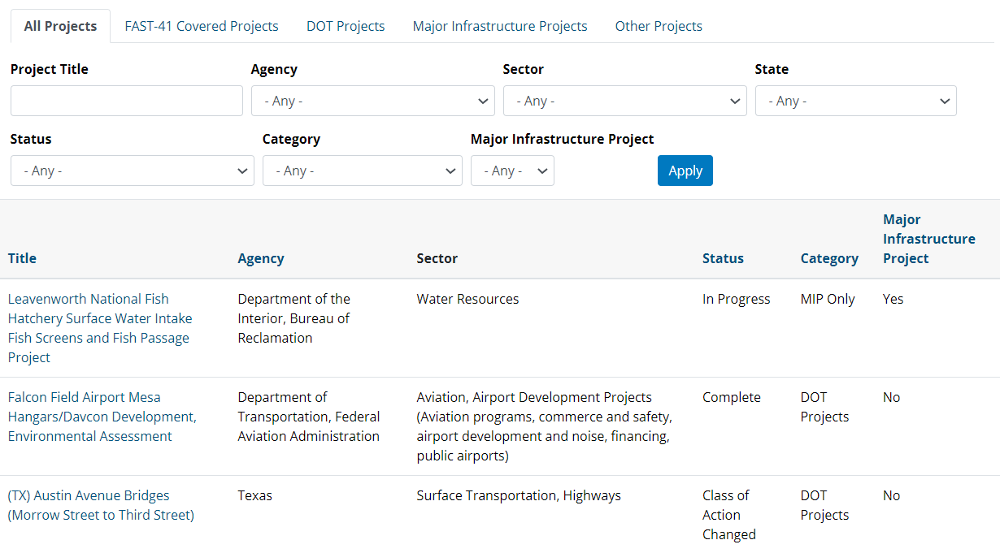 All Projects
FAST-41 Covered Projects
DOT Projects
Major Infrastructure Projects
Other Projects
Project Title
Agency
Sector
State
- Any -
- Any -
- Any -
Status
Category
Major Infrastructure Project
- Any -
- Any -
- Any -
Apply
Title
Agency
Sector
Status
Category
Major
Infrastructure
Project
Leavenworth National Fish
Hatchery Surface Water Intake
Fish Screens and Fish Passage
Project
Department of the
Interior, Bureau of
Reclamation
Water Resources
In Progress
MIP Only
Yes
Falcon Field Airport Mesa
Hangars/Davcon Development,
Environmental Assessment
Department of
Transportation, Federal
Aviation Administration
Aviation, Airport Development Projects
(Aviation programs, commerce and safety,
airport development and noise, financing,
public airports)
Complete
DOT
Projects
No
(TX) Austin Avenue Bridges
(Morrow Street to Third Street)
Texas
Surface Transportation, Highways
Class of
Action
Changed
DOT
Projects
No